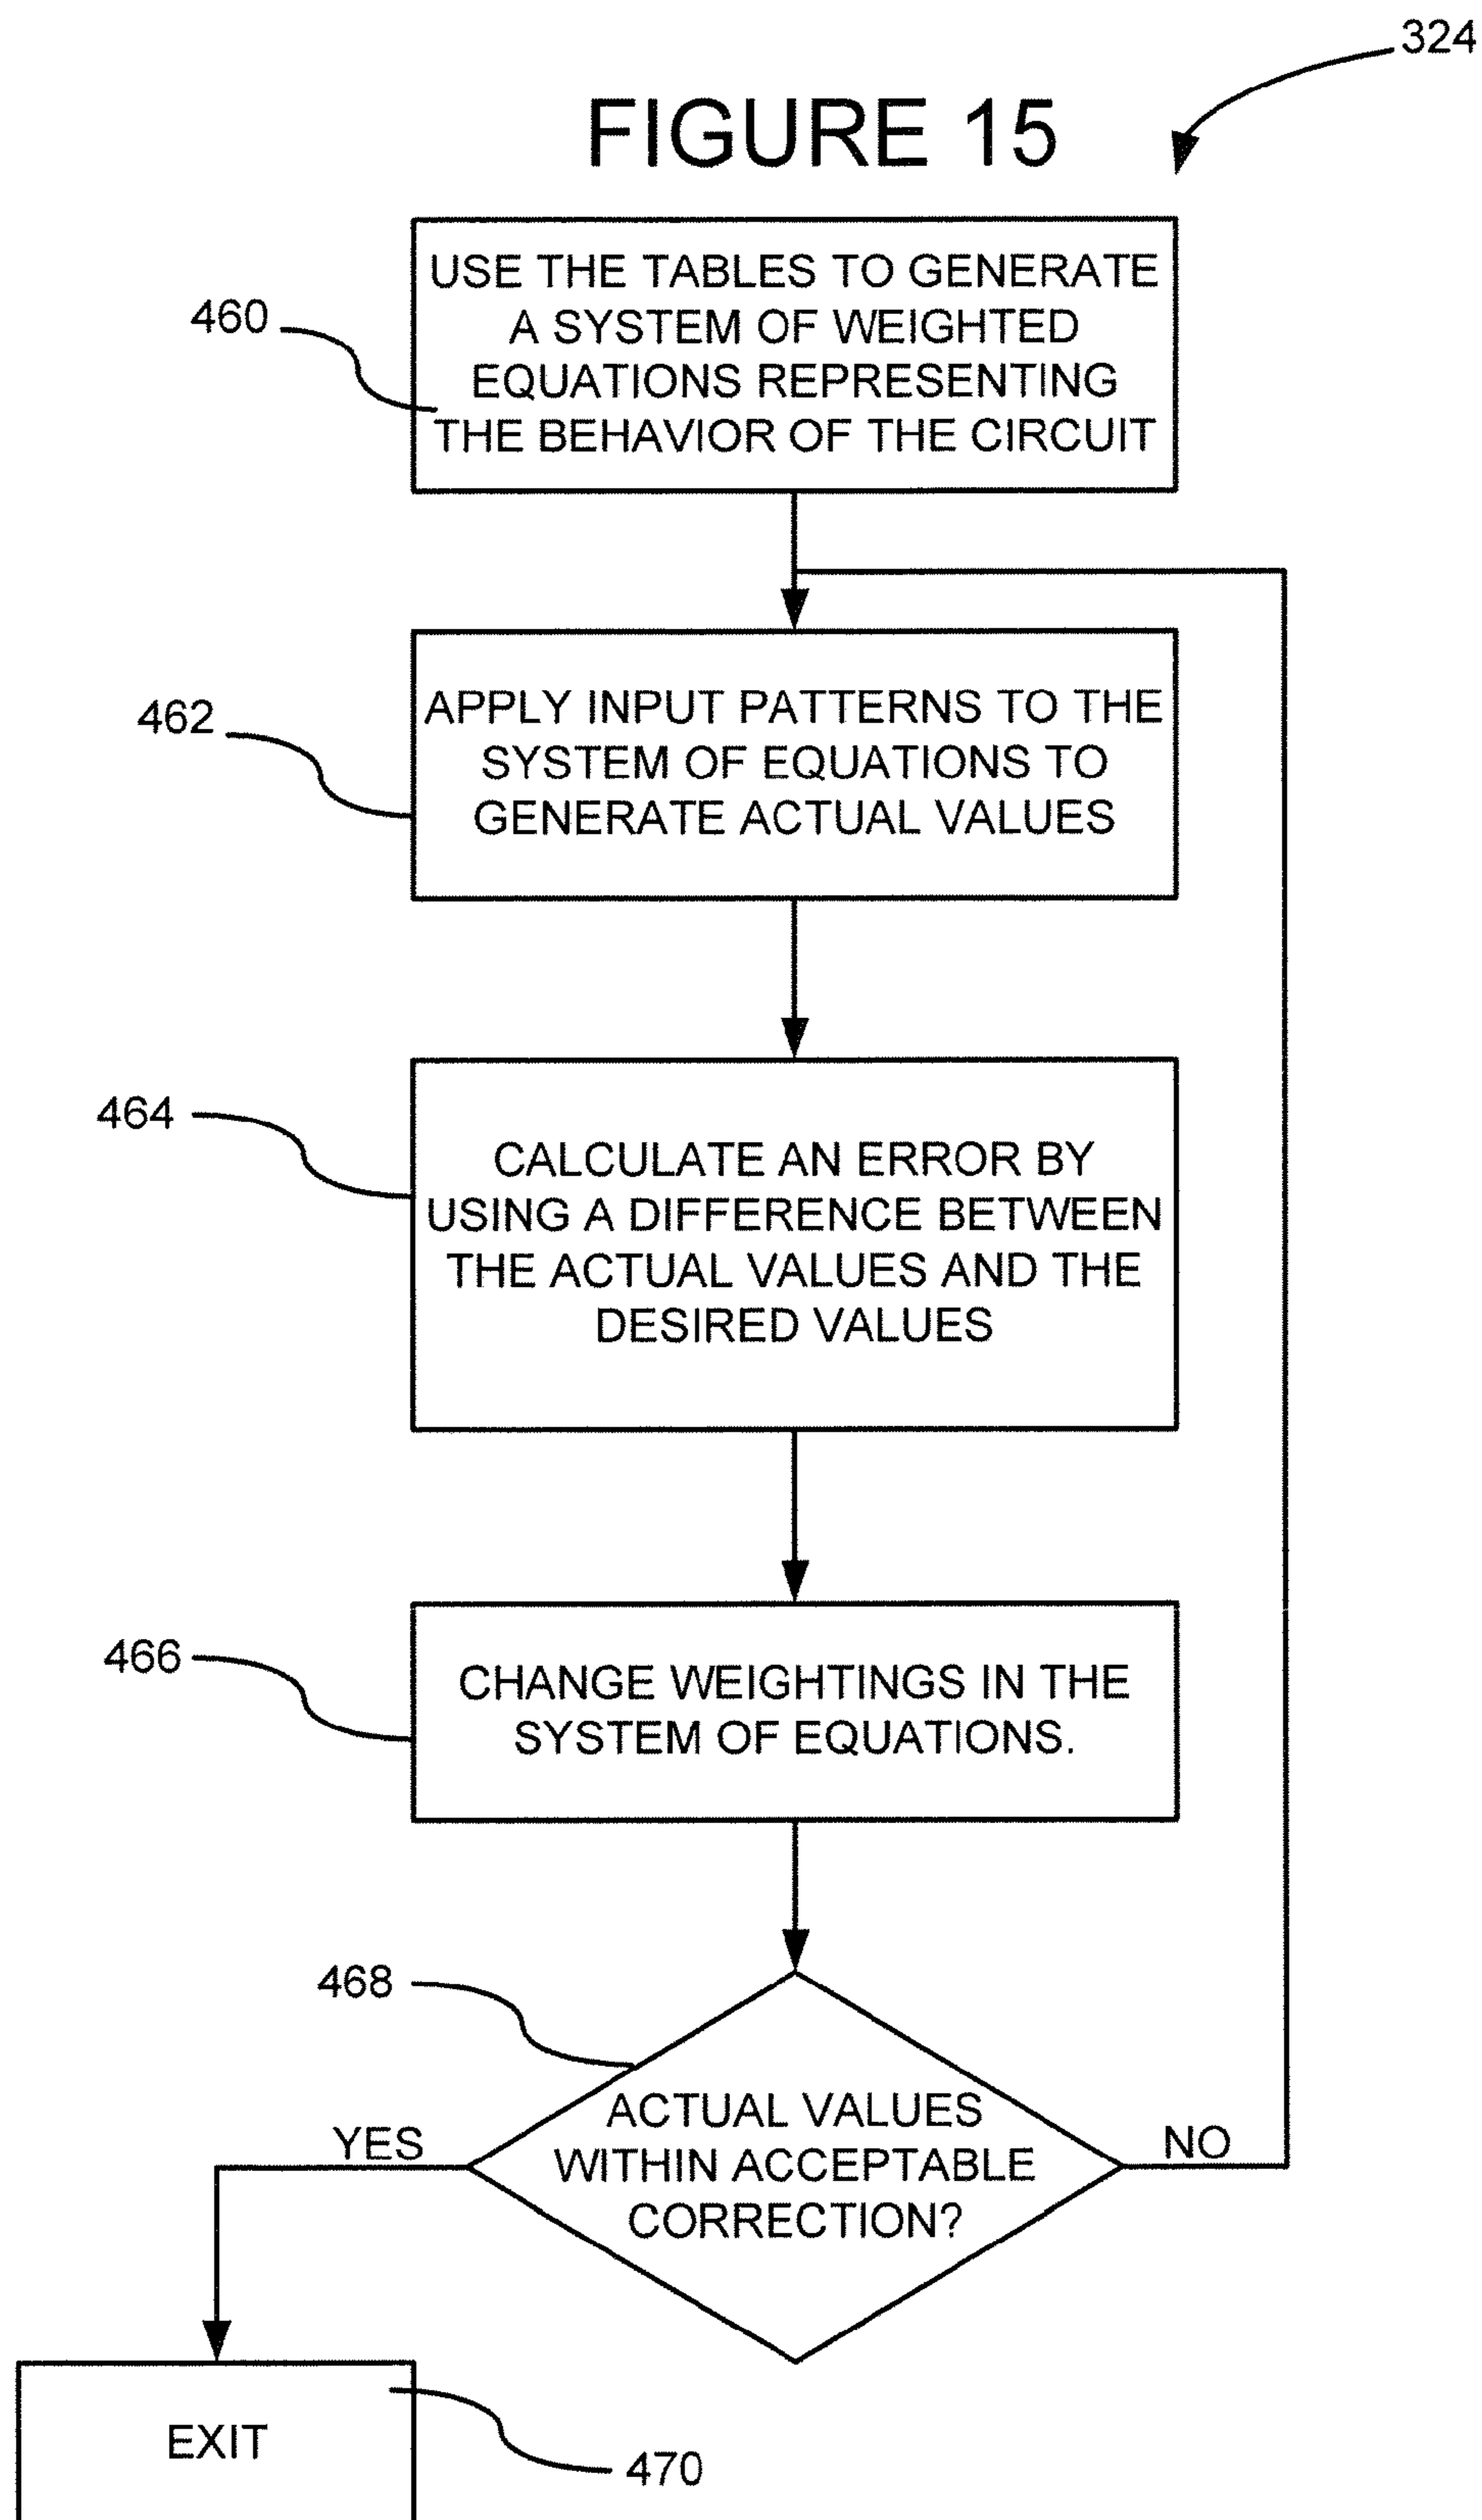 324
FIGURE 15
460
USE THE TABLES TO GENERATE
A SYSTEM OF WEIGHTED
EQUATIONS REPRESENTING
THE BEHAVIOR OF THE CIRCUIT
462
APPLY INPUT PATTERNS TO THE
SYSTEM OF EQUATIONS TO
GENERATE ACTUAL VALUES
464
CALCULATE AN ERROR BY
USING A DIFFERENCE BETWEEN
THE ACTUAL VALUES AND THE
DESIRED VALUES
466
CHANGE WEIGHTINGS IN THE
SYSTEM OF EQUATIONS.
468
ACTUAL VALUES
WITHIN ACCEPTABLE
CORRECTION?
YES
NO
EXIT
470